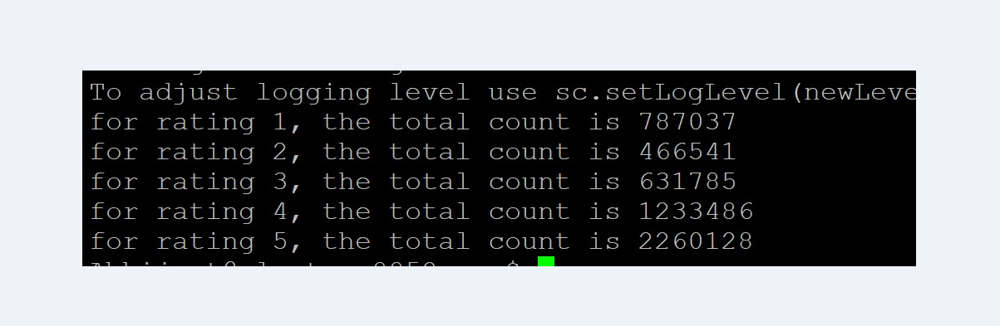 To adjust logging level use sc.setLogLevel(newLeve
for rating 1, the total count is 787037
for rating 2, the total count is 466541
for rating 3, the total count is 631785
for rating 4, the total count is 1233486
for rating 5, the total count is 2260128